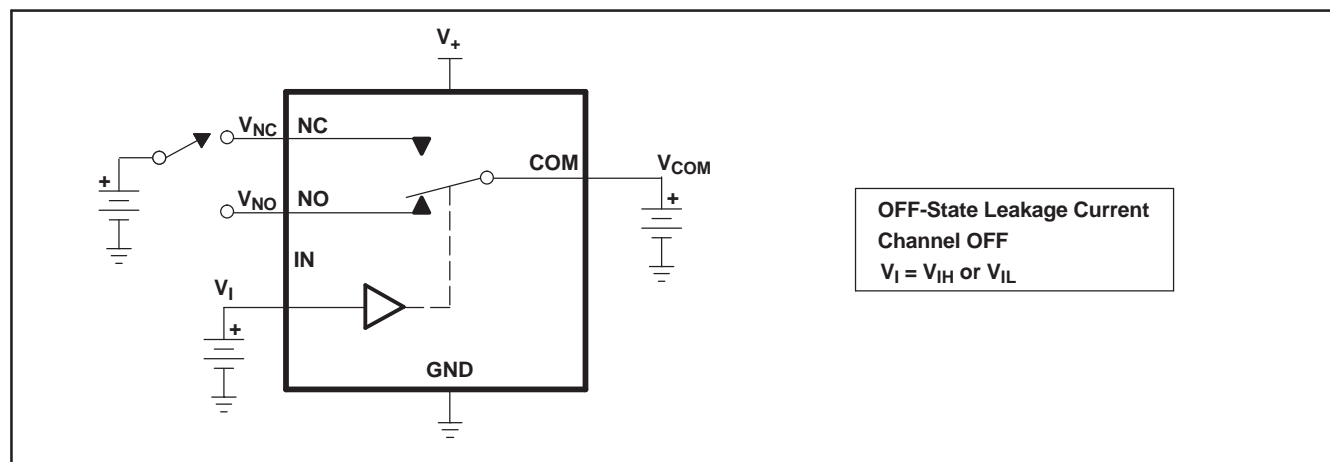 V+
VNC NC
COM VCOM
+
VNO NO
+
OFF-State Leakage Current
Channel OFF
VI = VIH or VIL
IN
VI
+
GND